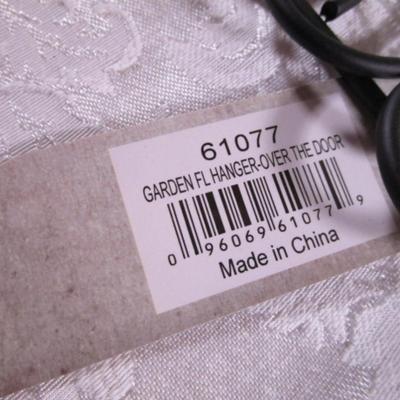 61077
GARDEN FL HANGER-OVER THE DOOR
0 96069 61077 9
Made in China